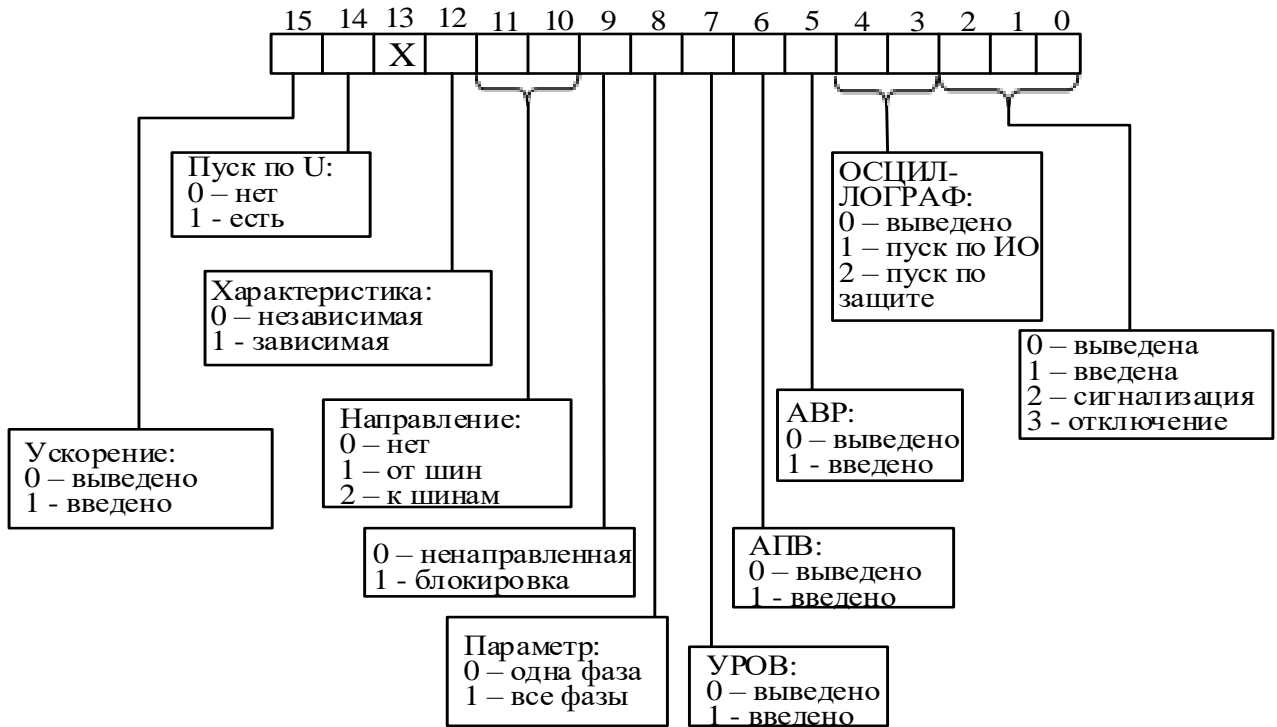 15 14 13 12 11 10 9 8 7 6 5 4 3 2 1 0
X
Пуск по U:
0 – нет
1 - есть
ОСЦИЛ-
ЛОГРАФ:
0 – выведено
1 – пуск по ИО
2 – пуск по
защите
Характеристика:
0 – независимая
1 - зависимая
0 – выведена
1 – введена
2 – сигнализация
3 - отключение
Направление:
0 – нет
1 – от шин
2 – к шинам
АВР:
0 – выведено
1 - введено
Ускорение:
0 – выведено
1 - введено
0 – ненаправленная
1 - блокировка
АПВ:
0 – выведено
1 - введено
Параметр:
0 – одна фаза
1 – все фазы
УРОВ:
0 – выведено
1 - введено